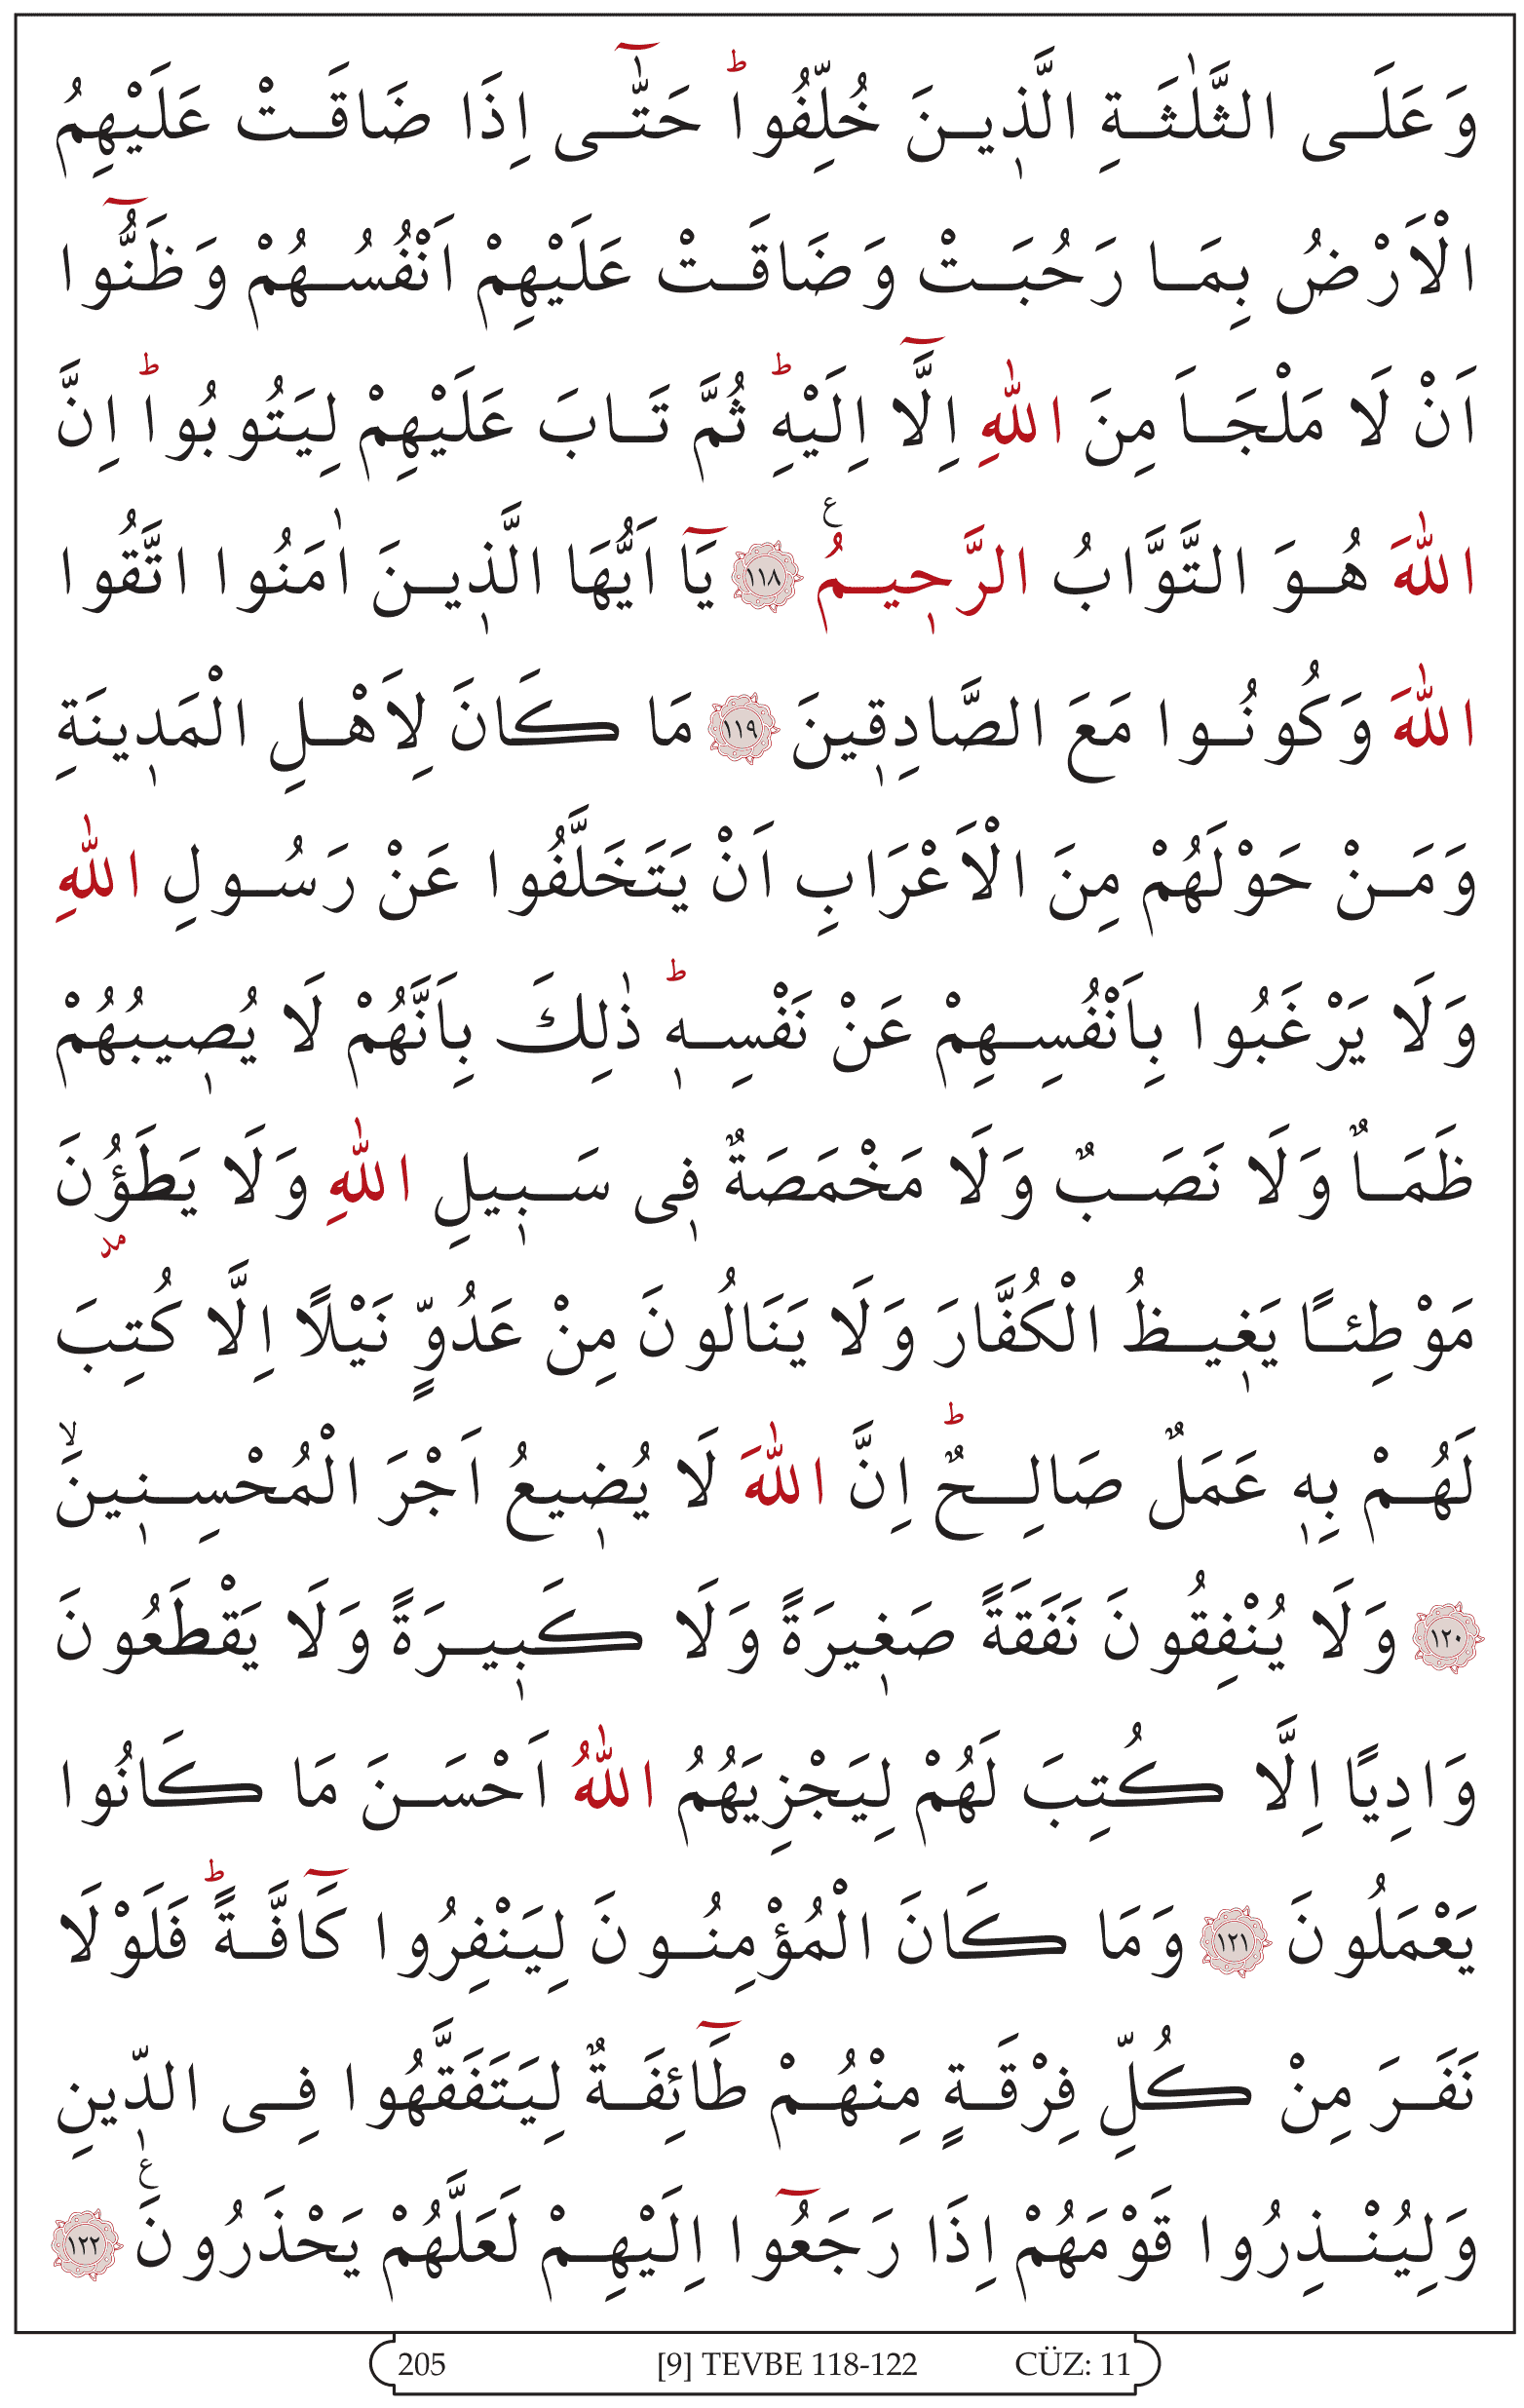 وَعَلَى الثَّلٰثَةِ الَّذ۪ينَ خُلِّفُواۜ حَتّٰٓى اِذَا ضَاقَتْ عَلَيْهِمُ
الْاَرْضُ بِمَا رَحُبَتْ وَضَاقَتْ عَلَيْهِمْ اَنْفُسُهُمْ وَظَنُّٓوا
اَنْ لَا مَلْجَاَ مِنَ اللّٰهِ اِلَّٓا اِلَيْهِؕ ثُمَّ تَابَ عَلَيْهِمْ لِيَتُوبُواؕ اِنَّ
اللّٰهَ هُوَ التَّوَّابُ الرَّح۪يمُ۟ ﴿١١٨﴾ يَٓا اَيُّهَا الَّذ۪ينَ اٰمَنُوا اتَّقُوا
اللّٰهَ وَكُونُوا مَعَ الصَّادِق۪ينَ ﴿١١٩﴾ مَا كَانَ لِاَهْلِ الْمَد۪ينَةِ
وَمَنْ حَوْلَهُمْ مِنَ الْاَعْرَابِ اَنْ يَتَخَلَّفُوا عَنْ رَسُولِ اللّٰهِ
وَلَا يَرْغَبُوا بِاَنْفُسِهِمْ عَنْ نَفْسِه۪ؕ ذٰلِكَ بِاَنَّهُمْ لَا يُص۪يبُهُمْ
ظَمَاٌ وَلَا نَصَبٌ وَلَا مَخْمَصَةٌ ف۪ى سَب۪يلِ اللّٰهِ وَلَا يَطَؤُ۫نَ
مَوْطِئًا يَغ۪يظُ الْكُفَّارَ وَلَا يَنَالُونَ مِنْ عَدُوٍّ نَيْلًا اِلَّا كُتِبَ
لَهُمْ بِه۪ عَمَلٌ صَالِحٌؕ اِنَّ اللّٰهَ لَا يُض۪يعُ اَجْرَ الْمُحْسِن۪ينَۙ
﴿١٢٠﴾ وَلَا يُنْفِقُونَ نَفَقَةً صَغ۪يرَةً وَلَا كَب۪يرَةً وَلَا يَقْطَعُونَ
وَادِيًا اِلَّا كُتِبَ لَهُمْ لِيَجْزِيَهُمُ اللّٰهُ اَحْسَنَ مَا كَانُوا
يَعْمَلُونَ ﴿١٢١﴾ وَمَا كَانَ الْمُؤْمِنُونَ لِيَنْفِرُوا كَٓافَّةًؕ فَلَوْلَا
نَفَرَ مِنْ كُلِّ فِرْقَةٍ مِنْهُمْ طَٓائِفَةٌ لِيَتَفَقَّهُوا فِى الدّ۪ينِ
وَلِيُنْذِرُوا قَوْمَهُمْ اِذَا رَجَعُٓوا اِلَيْهِمْ لَعَلَّهُمْ يَحْذَرُونَ۟ ﴿١٢٢﴾
205 [9] TEVBE 118-122 CÜZ: 11